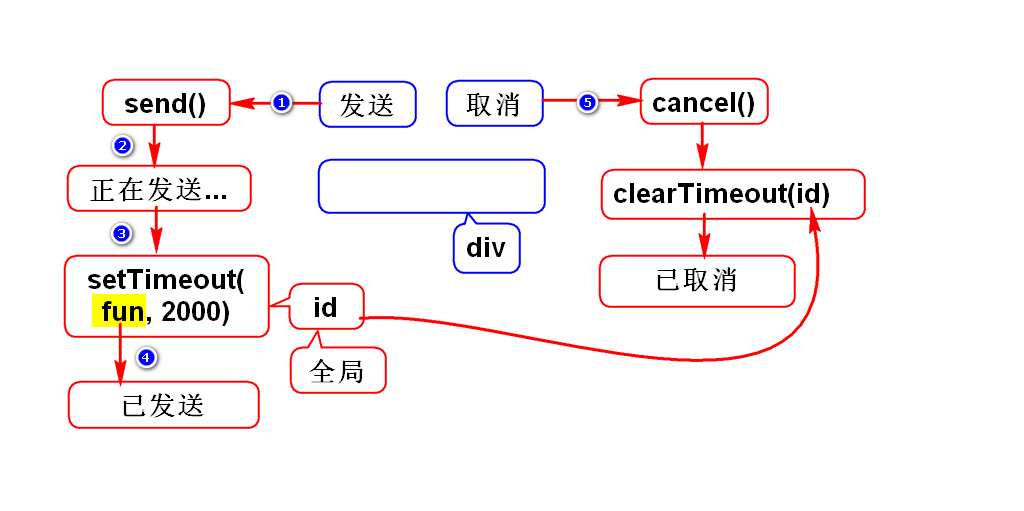 send()
①
发送
取消
⑤
cancel()
②
正在发送...
clearTimeout(id)
③
div
setTimeout(
fun, 2000)
id
已取消
④
全局
已发送